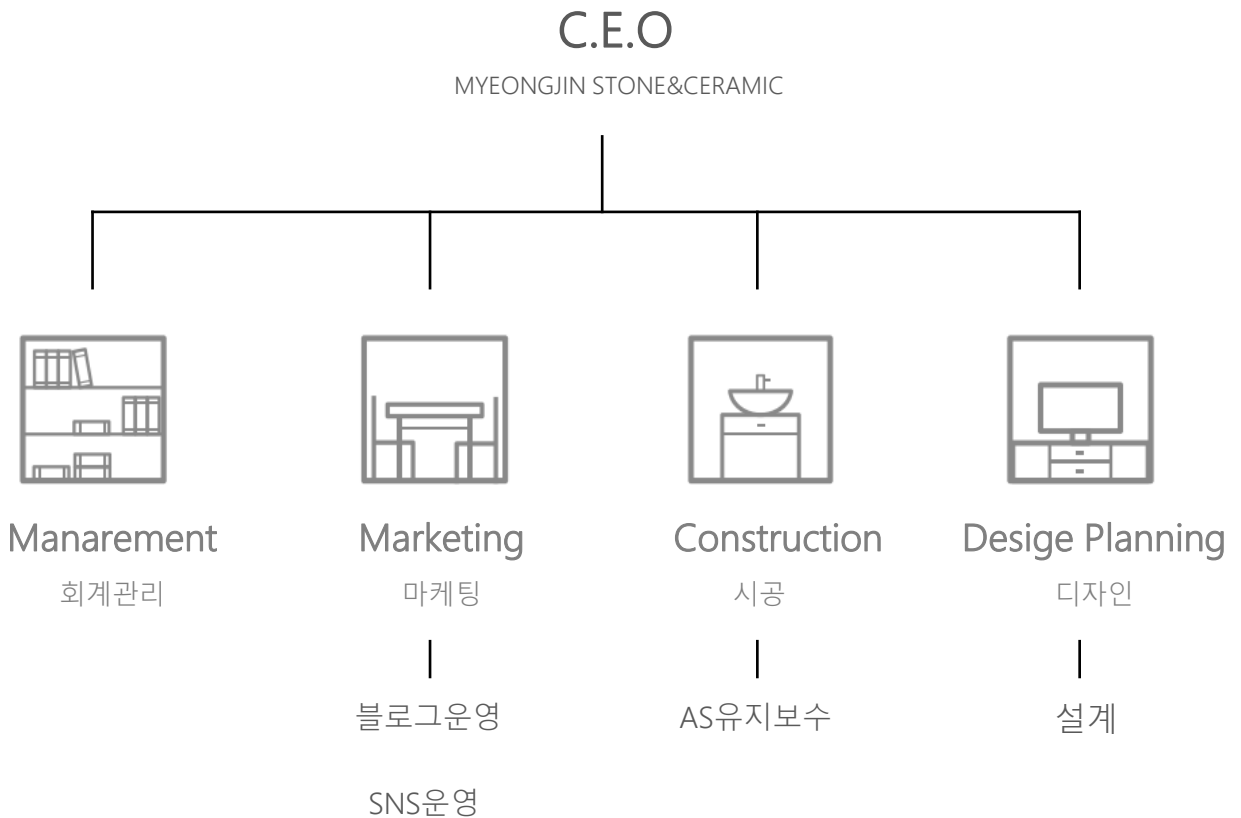 C.E.O
MYEONGJIN STONE&CERAMIC
Manarement
회계관리
Marketing
마케팅
Construction
시공
Desige Planning
디자인
블로그운영
AS유지보수
설계
SNS운영